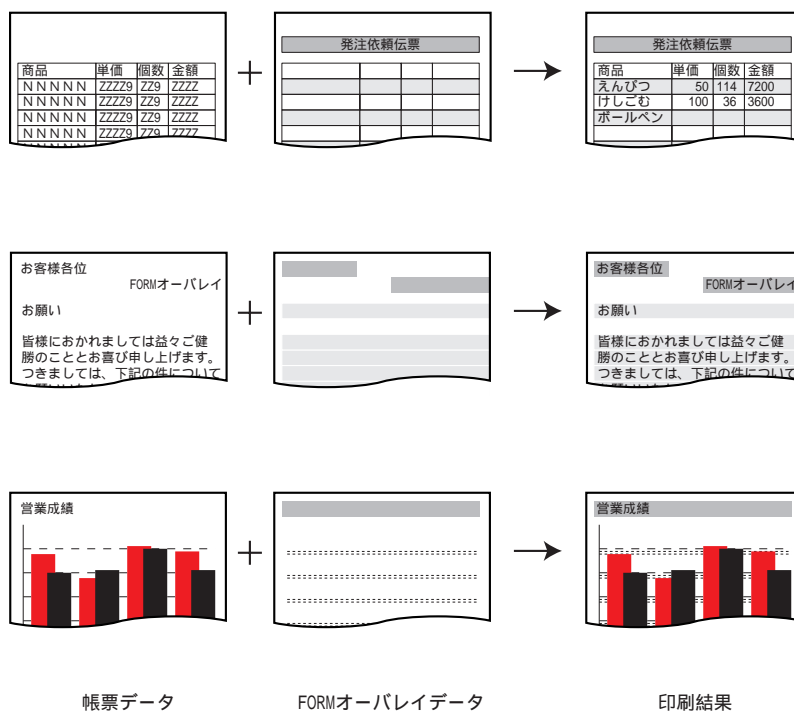 商品 単価 個数 金額
NNNNN ZZZZ9 ZZ9 ZZZZ
NNNNN ZZZZ9 ZZ9 ZZZZ
NNNNN ZZZZ9 ZZ9 ZZZZ
NNNNN ZZZZ9 ZZ9 ZZZZ
+
発注依頼伝票
発注依頼伝票
商品 単価 個数 金額
えんぴつ 50 114 7200
けしごむ 100 36 3600
ボールペン
お客様各位
FORMオーバレイ
お願い
皆様におかれましては益々ご健
勝のこととお喜び申し上げます。
つきましては、下記の件について
+
お客様各位
FORMオーバレイ
お願い
皆様におかれましては益々ご健
勝のこととお喜び申し上げます。
つきましては、下記の件について
営業成績
+
営業成績
帳票データ
FORMオーバレイデータ
印刷結果